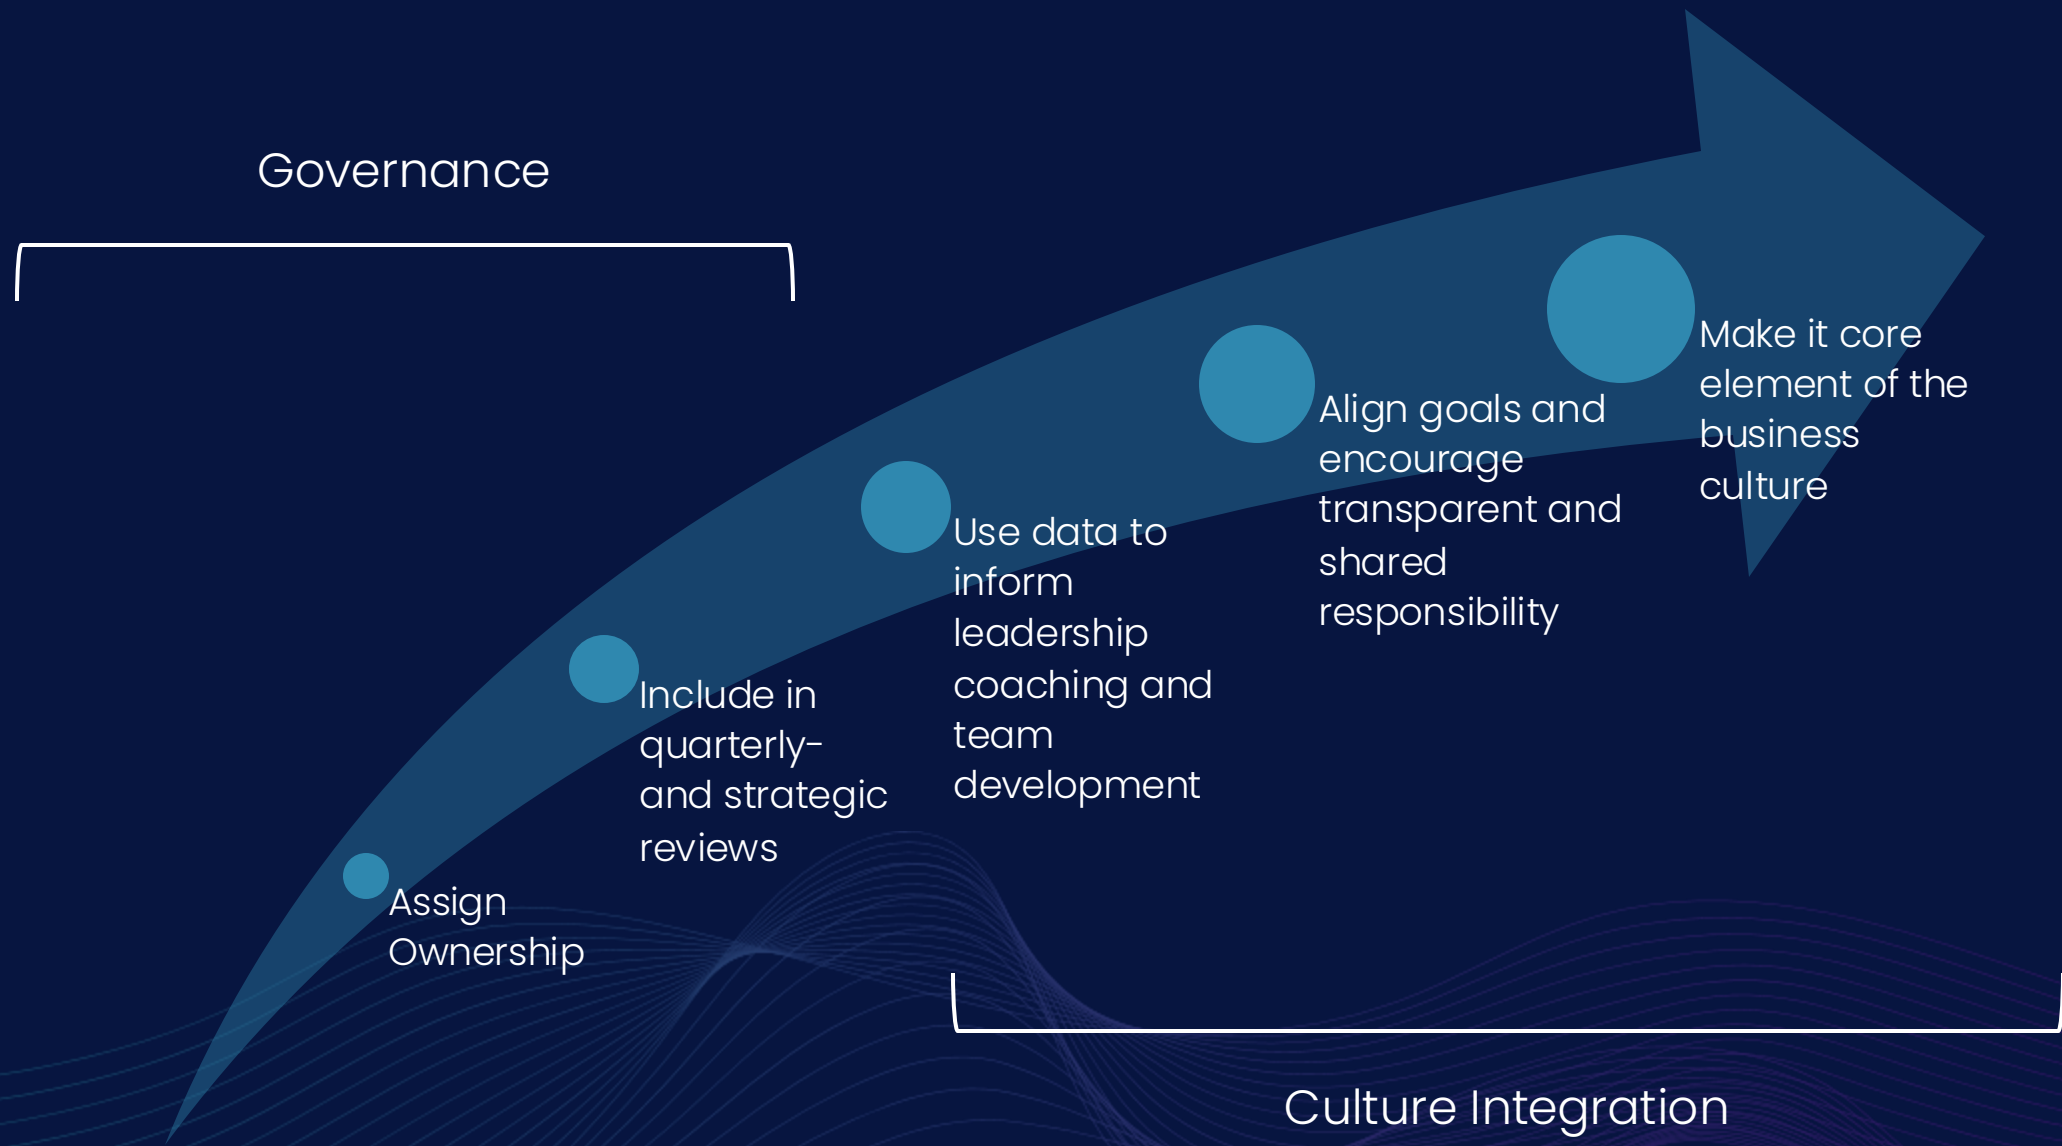 Governance
Assign
Ownership
Include in
quarterly-
and strategic
reviews
Use data to
inform
leadership
coaching and
team
development
Align goals and
encourage
transparent and
shared
responsibility
Make it core
element of the
business
culture
Culture Integration